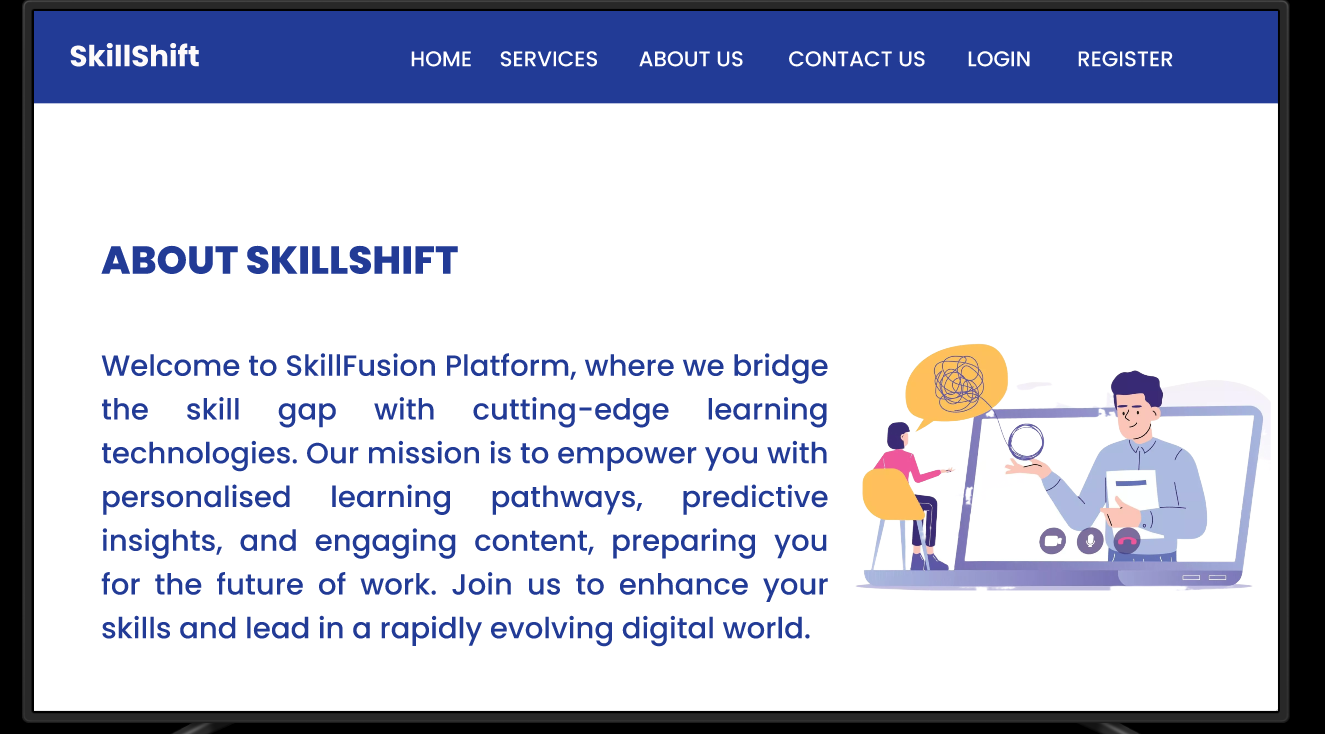 SkillShift
HOME SERVICES ABOUT US CONTACT US LOGIN REGISTER
ABOUT SKILLSHIFT
Welcome to SkillFusion Platform, where we bridge
the skill gap with cutting-edge learning
technologies. Our mission is to empower you with
personalised learning pathways, predictive
insights, and engaging content, preparing you
for the future of work. Join us to enhance your
skills and lead in a rapidly evolving digital world.